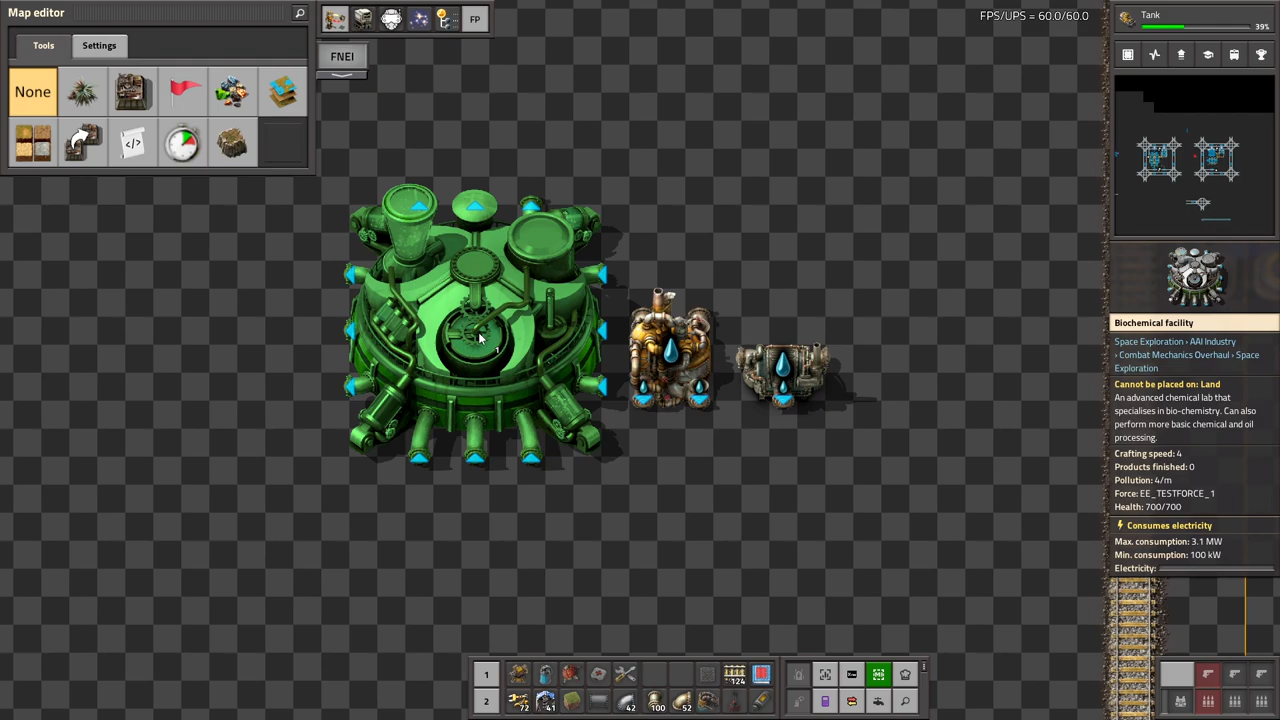 Map editor
Tools
Settings
None
FP
FNEI
FPS/UPS = 60.0/60.0
Tank
39%
1
Biochemical facility
Space Exploration › AAI Industry
› Combat Mechanics Overhaul › Space
Exploration
Cannot be placed on: Land
An advanced chemical lab that
specialises in bio-chemistry. Can also
perform more basic chemical and oil
processing.
Crafting speed: 4
Products finished: 0
Pollution: 4/m
Force: EE_TESTFORCE_1
Health: 700/700
Consumes electricity
Max. consumption: 3.1 MW
Min. consumption: 100 kW
Electricity:
1
124
2
72
41
42
100
52